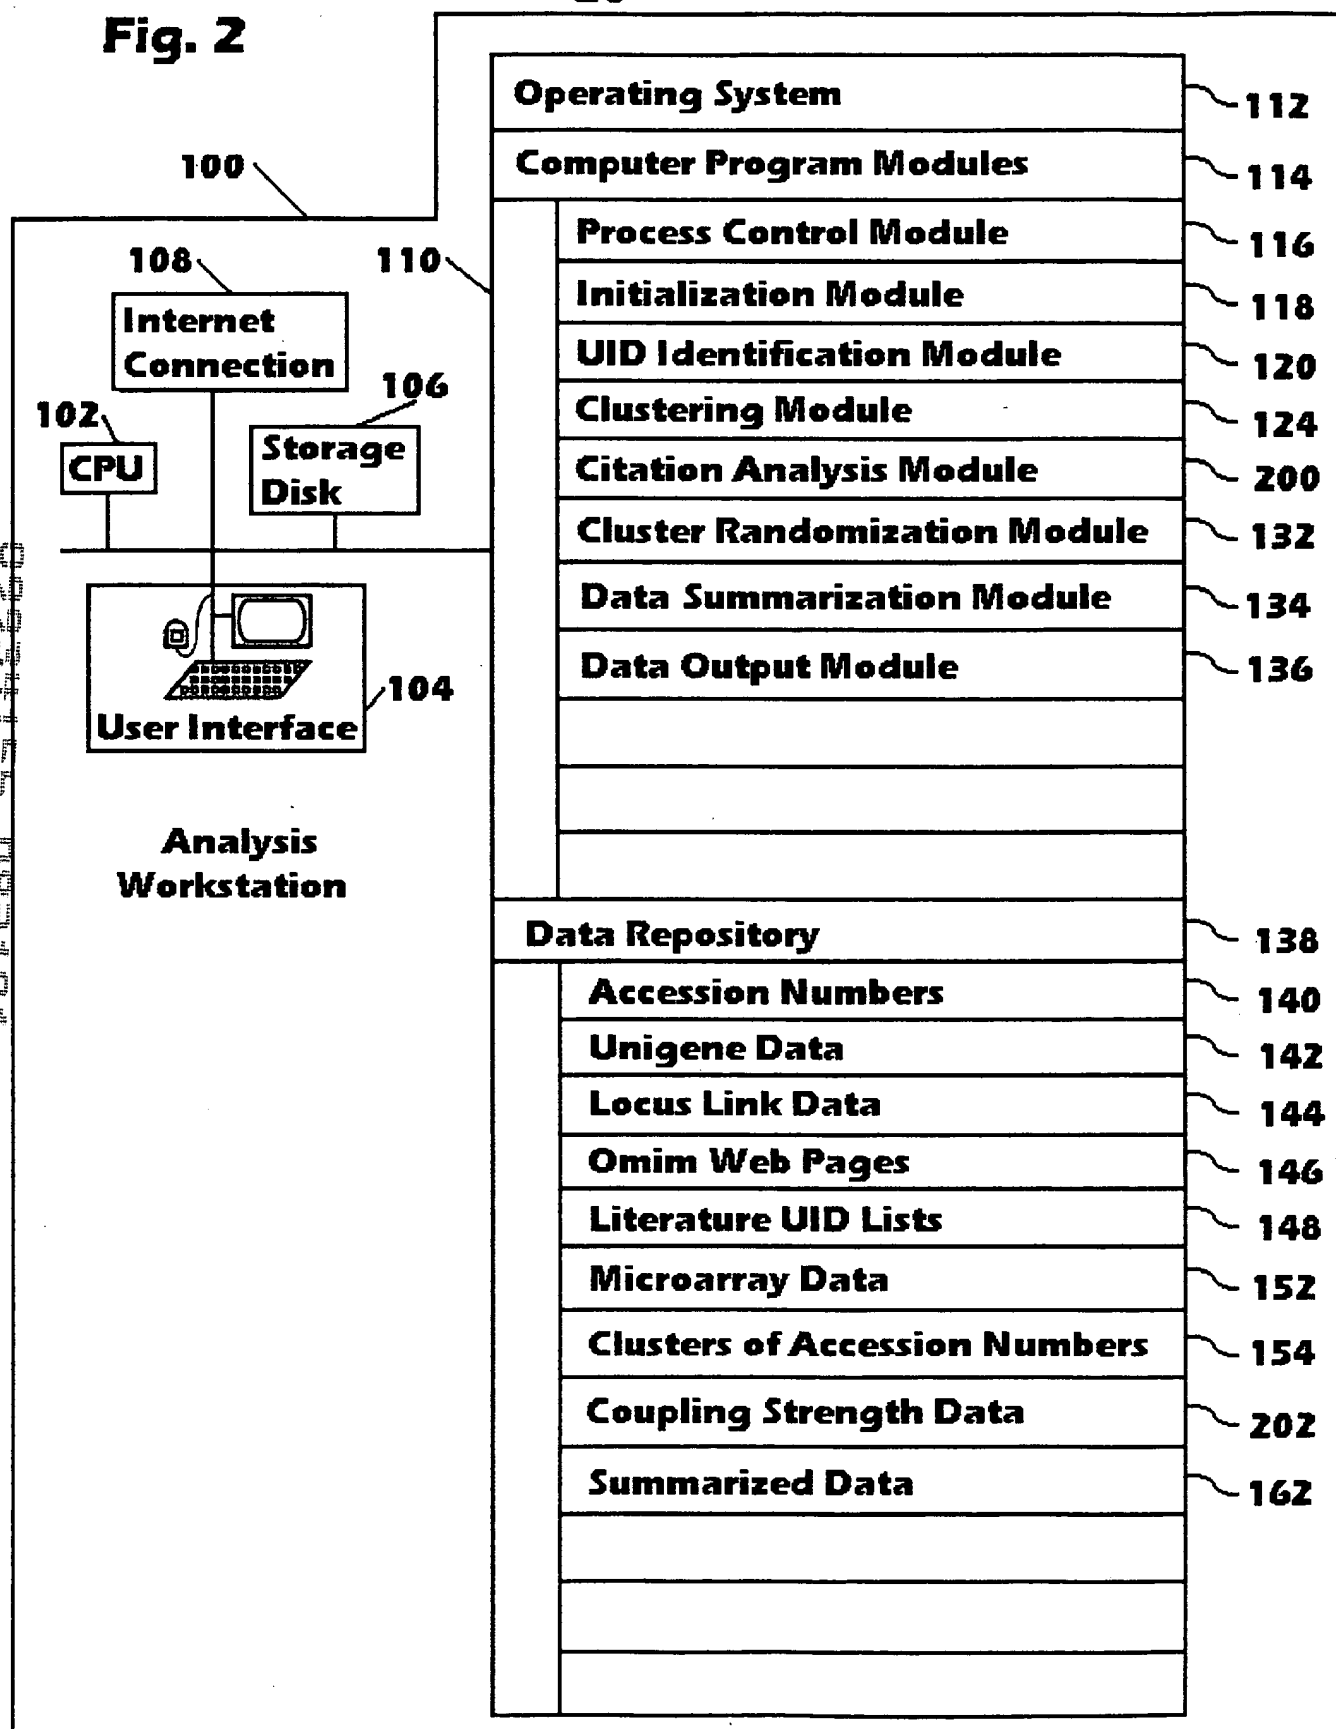 Fig. 2
100
108
Internet
Connection
102
CPU
106
Storage
Disk
110
User Interface
104
Analysis
Workstation
Operating System 112
Computer Program Modules 114
Process Control Module 116
Initialization Module 118
UID Identification Module 120
Clustering Module 124
Citation Analysis Module 200
Cluster Randomization Module 132
Data Summarization Module 134
Data Output Module 136
Data Repository 138
Accession Numbers 140
Unigene Data 142
Locus Link Data 144
Omim Web Pages 146
Literature UID Lists 148
Microarray Data 152
Clusters of Accession Numbers 154
Coupling Strength Data 202
Summarized Data 162